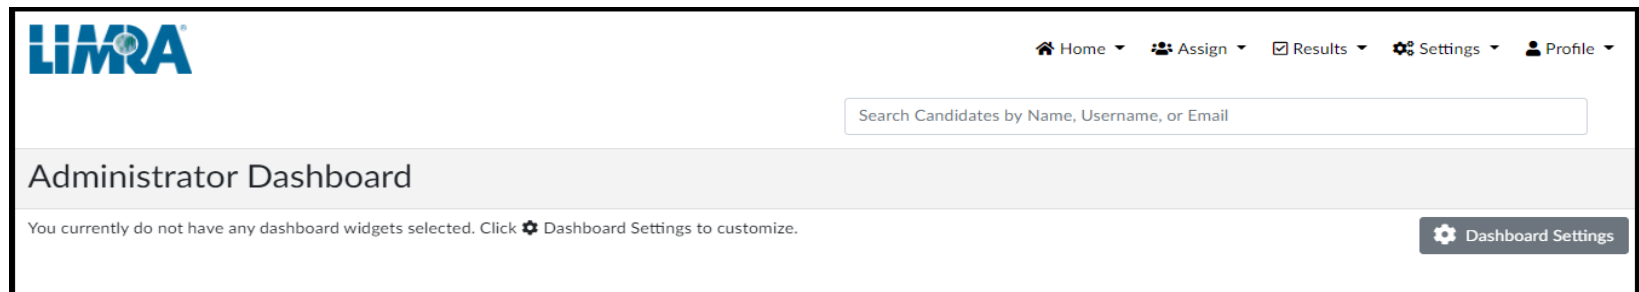 LIMRA
Home Assign Results Settings Profile
Search Candidates by Name, Username, or Email
Administrator Dashboard
You currently do not have any dashboard widgets selected. Click Dashboard Settings to customize.
Dashboard Settings